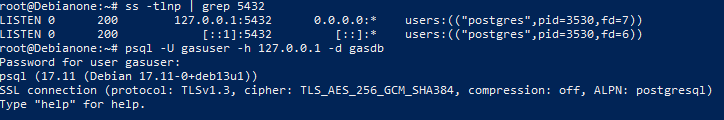 root@Debianone:~# ss -tlnp | grep 5432
LISTEN 0      200        127.0.0.1:5432      0.0.0.0:*    users:(("postgres",pid=3530,fd=7))
LISTEN 0      200            [::1]:5432         [::]:*    users:(("postgres",pid=3530,fd=6))
root@Debianone:~# psql -U gasuser -h 127.0.0.1 -d gasdb
Password for user gasuser:
psql (17.11 (Debian 17.11-0+deb13u1))
SSL connection (protocol: TLSv1.3, cipher: TLS_AES_256_GCM_SHA384, compression: off, ALPN: postgresql)
Type "help" for help.